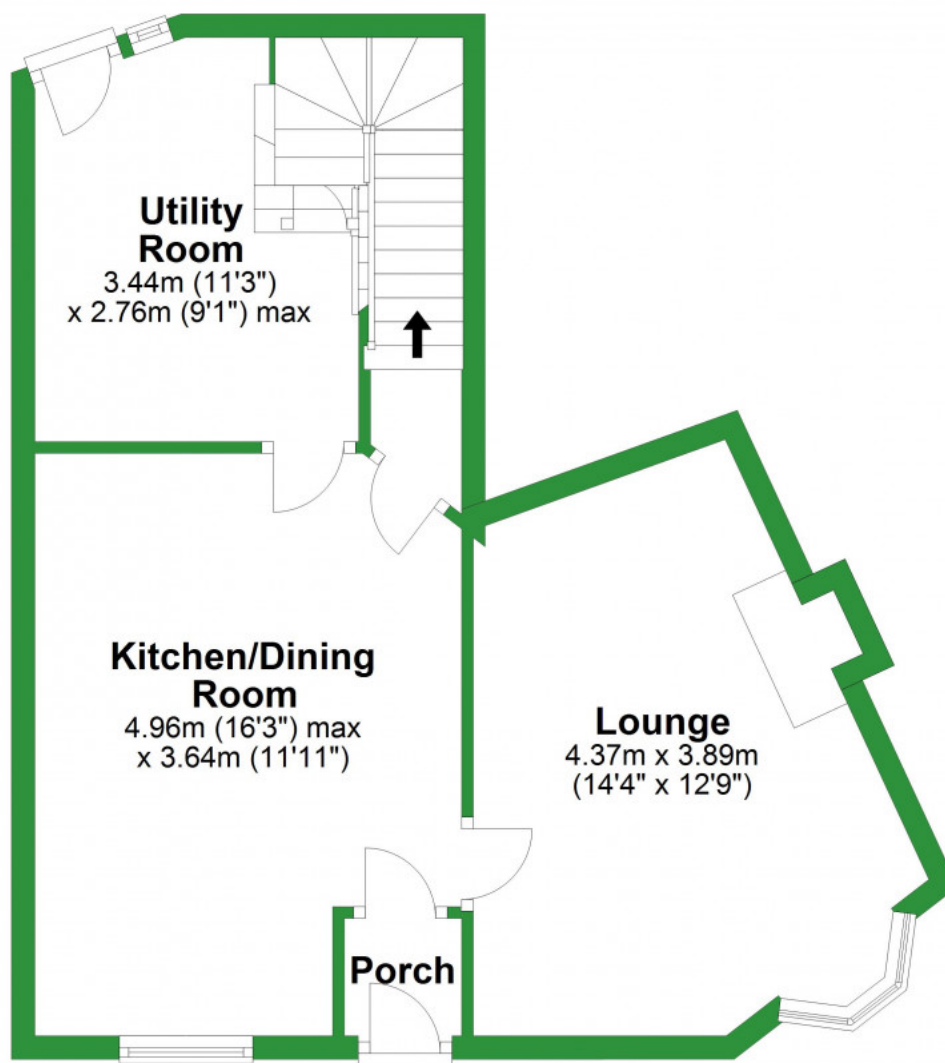 Utility
Room
3.44m (11'3")
x 2.76m (9'1") max
Kitchen/Dining
Room
4.96m (16'3") max
x 3.64m (11'11")
Lounge
4.37m x 3.89m
(14'4" x 12'9")
Porch